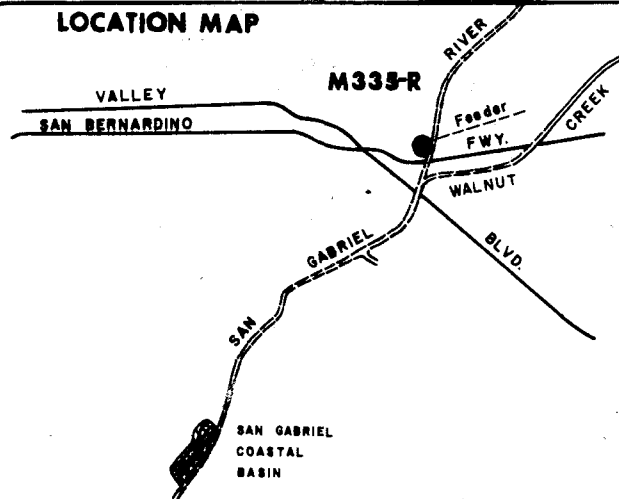 LOCATION MAP
RIVER
M335-R
VALLEY
Feeder
CREEK
SAN BERNARDINO
FWY.
WALNUT
GABRIEL
BLVD.
SAN
SAN GABRIEL
COASTAL
BASIN